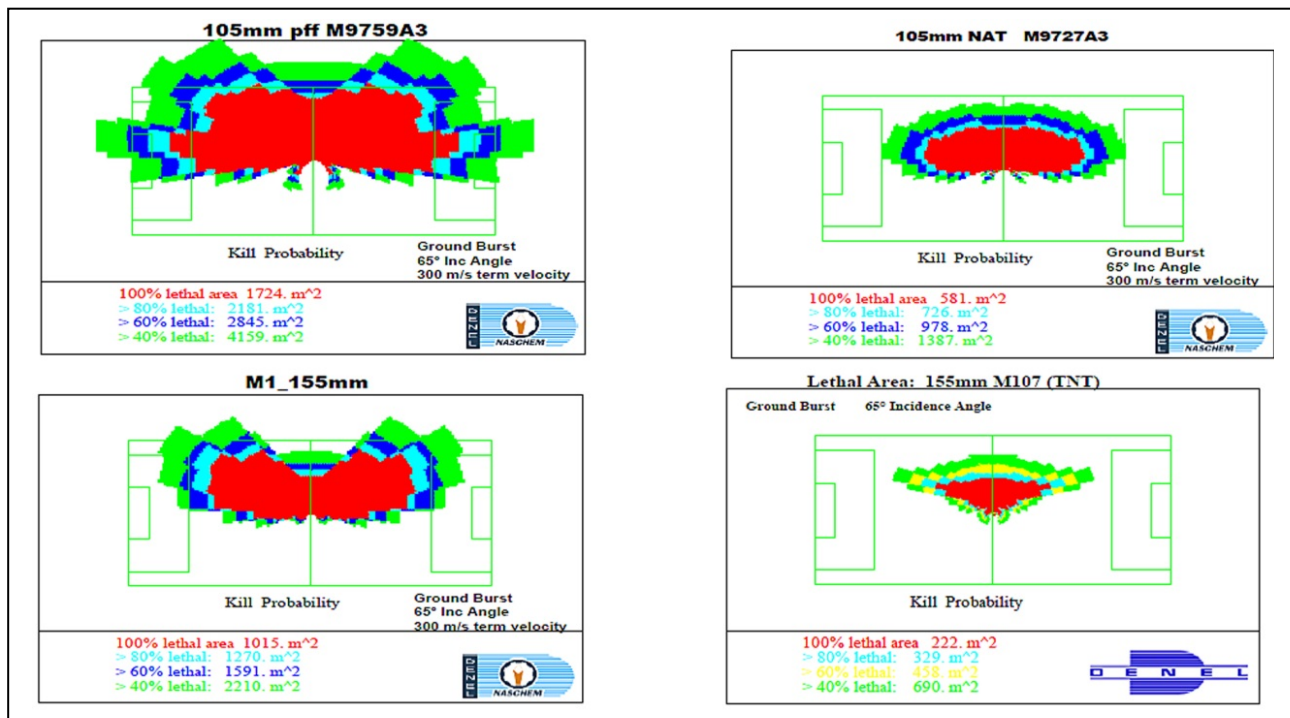 105mm pff M9759A3
Kill Probability
Ground Burst
65° Inc Angle
300 m/s term velocity
100% lethal area 1724. m^2
> 80% lethal: 2181. m^2
> 60% lethal: 2845. m^2
> 40% lethal: 4159. m^2
DENEL
NASCHEM
105mm NAT M9727A3
Kill Probability
Ground Burst
65° Inc Angle
300 m/s term velocity
100% lethal area 581. m^2
> 80% lethal: 726. m^2
> 60% lethal: 978. m^2
> 40% lethal: 1387. m^2
DENEL
NASCHEM
M1_155mm
Kill Probability
Ground Burst
65° Inc Angle
300 m/s term velocity
100% lethal area 1015. m^2
> 80% lethal: 1270. m^2
> 60% lethal: 1591. m^2
> 40% lethal: 2210. m^2
DENEL
NASCHEM
Lethal Area: 155mm M107 (TNT)
Ground Burst 65° Incidence Angle
Kill Probability
100% lethal area 222. m^2
> 80% lethal: 329. m^2
> 60% lethal: 458. m^2
> 40% lethal: 690. m^2
DENEL